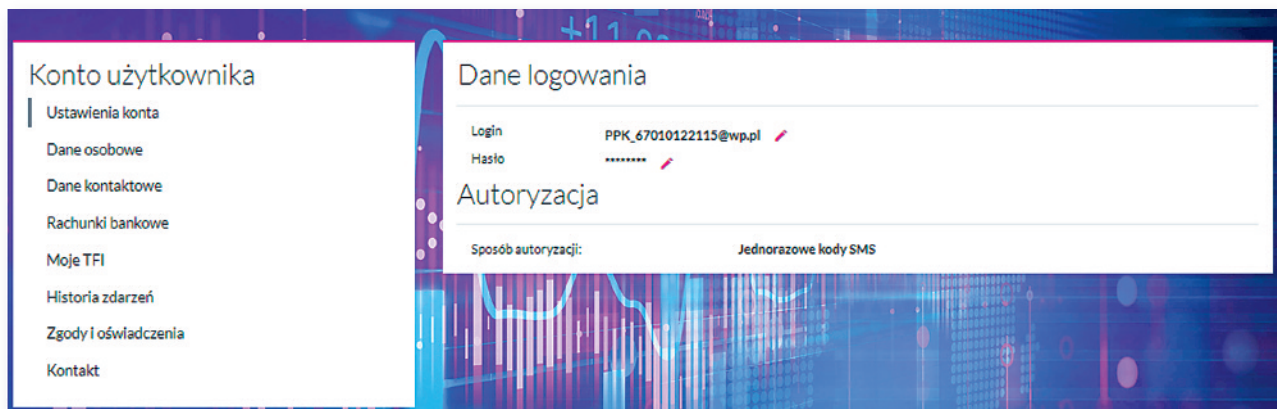 Konto użytkownika
Ustawienia konta
Dane osobowe
Dane kontaktowe
Rachunki bankowe
Moje TFI
Historia zdarzeń
Zgody i oświadczenia
Kontakt
Dane logowania
Login PPK_67010122115@wp.pl
Hasło ********
Autoryzacja
Sposób autoryzacji: Jednorazowe kody SMS